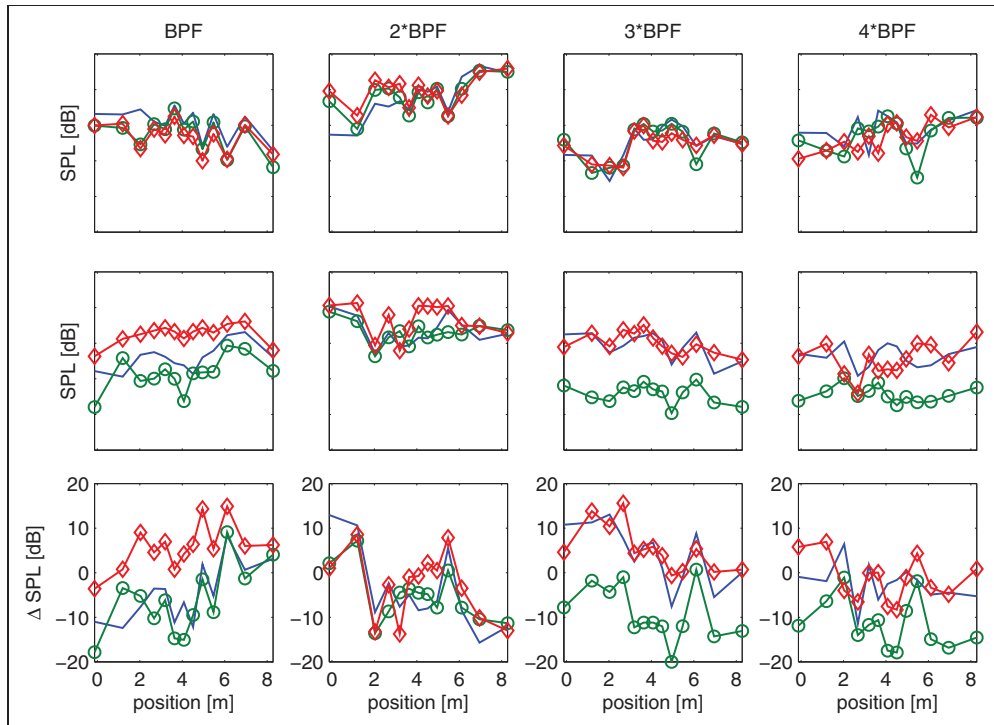 BPF 2*BPF 3*BPF 4*BPF
SPL [dB]
SPL [dB]
Δ SPL [dB]
20 20 20 20
10 10 10 10
0 0 0 0
−10 −10 −10 −10
−20 −20 −20 −20
0 2 4 6 8 0 2 4 6 8 0 2 4 6 8 0 2 4 6 8
position [m] position [m] position [m] position [m]